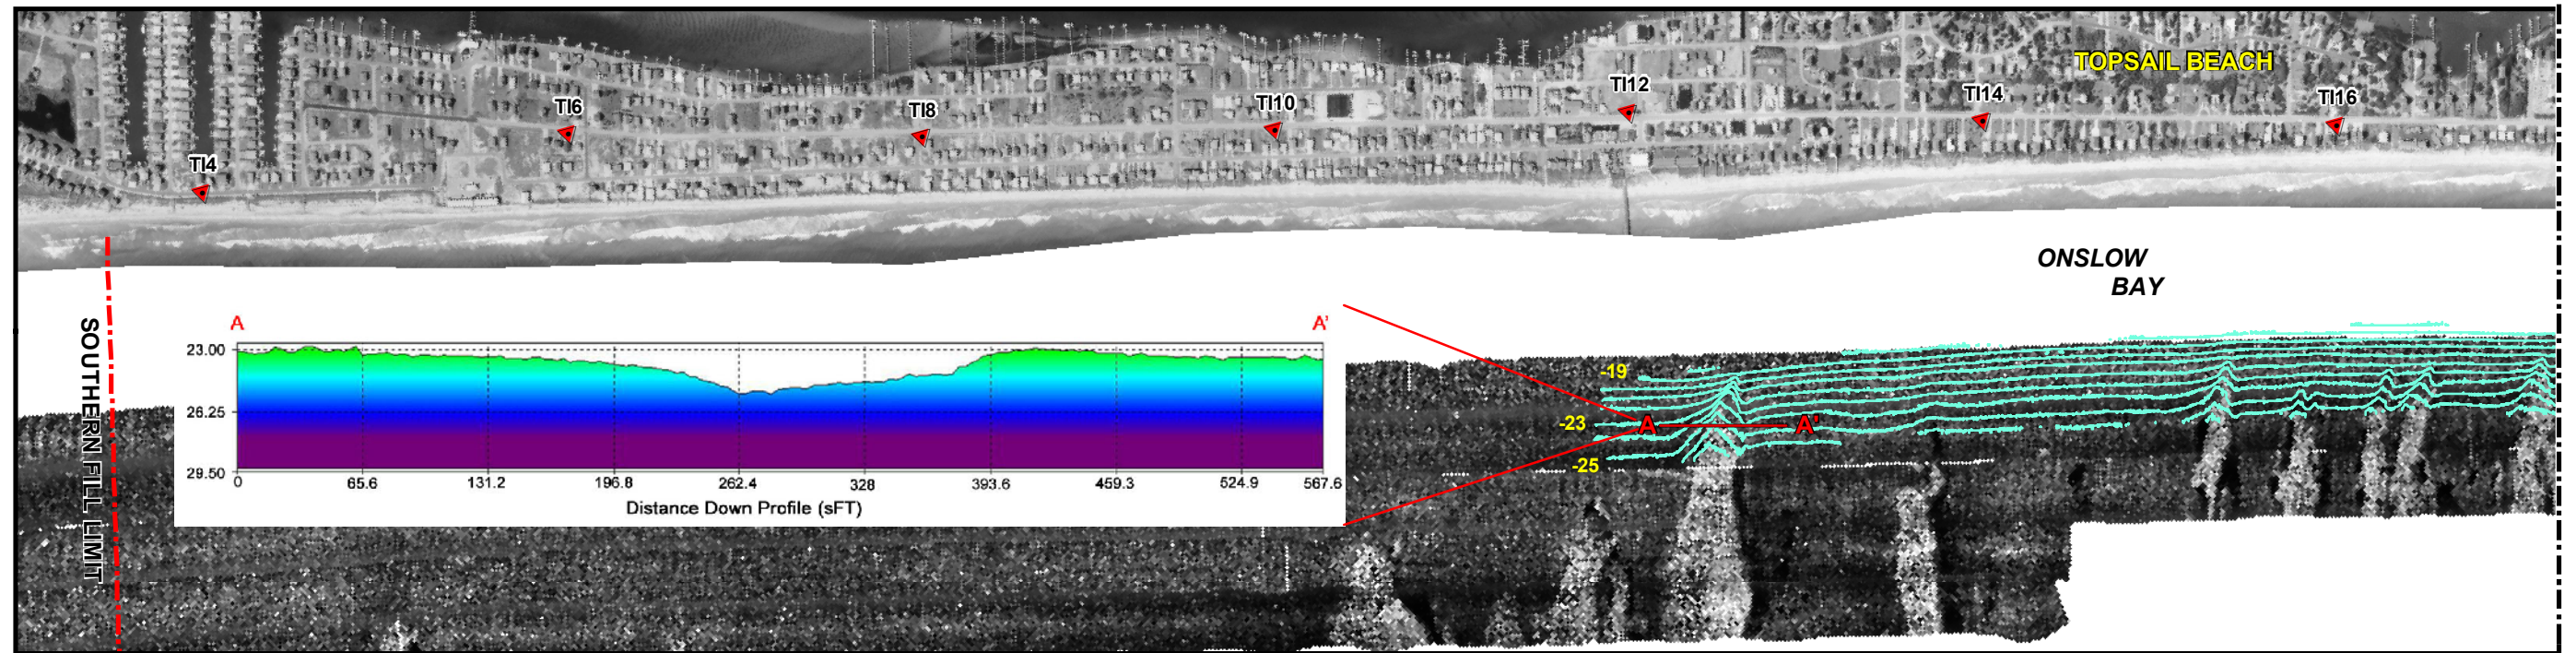 TOPSAIL BEACH
TI4
TI6
TI8
TI10
TI12
TI14
TI16
ONSLOW
BAY
SOUTHERN FILL LIMIT
A
A'
23.00
26.25
29.50
0 65.6 131.2 196.8 262.4 328 393.6 459.3 524.9 567.6
Distance Down Profile (sFT)
-19
-23
-25
A
A'